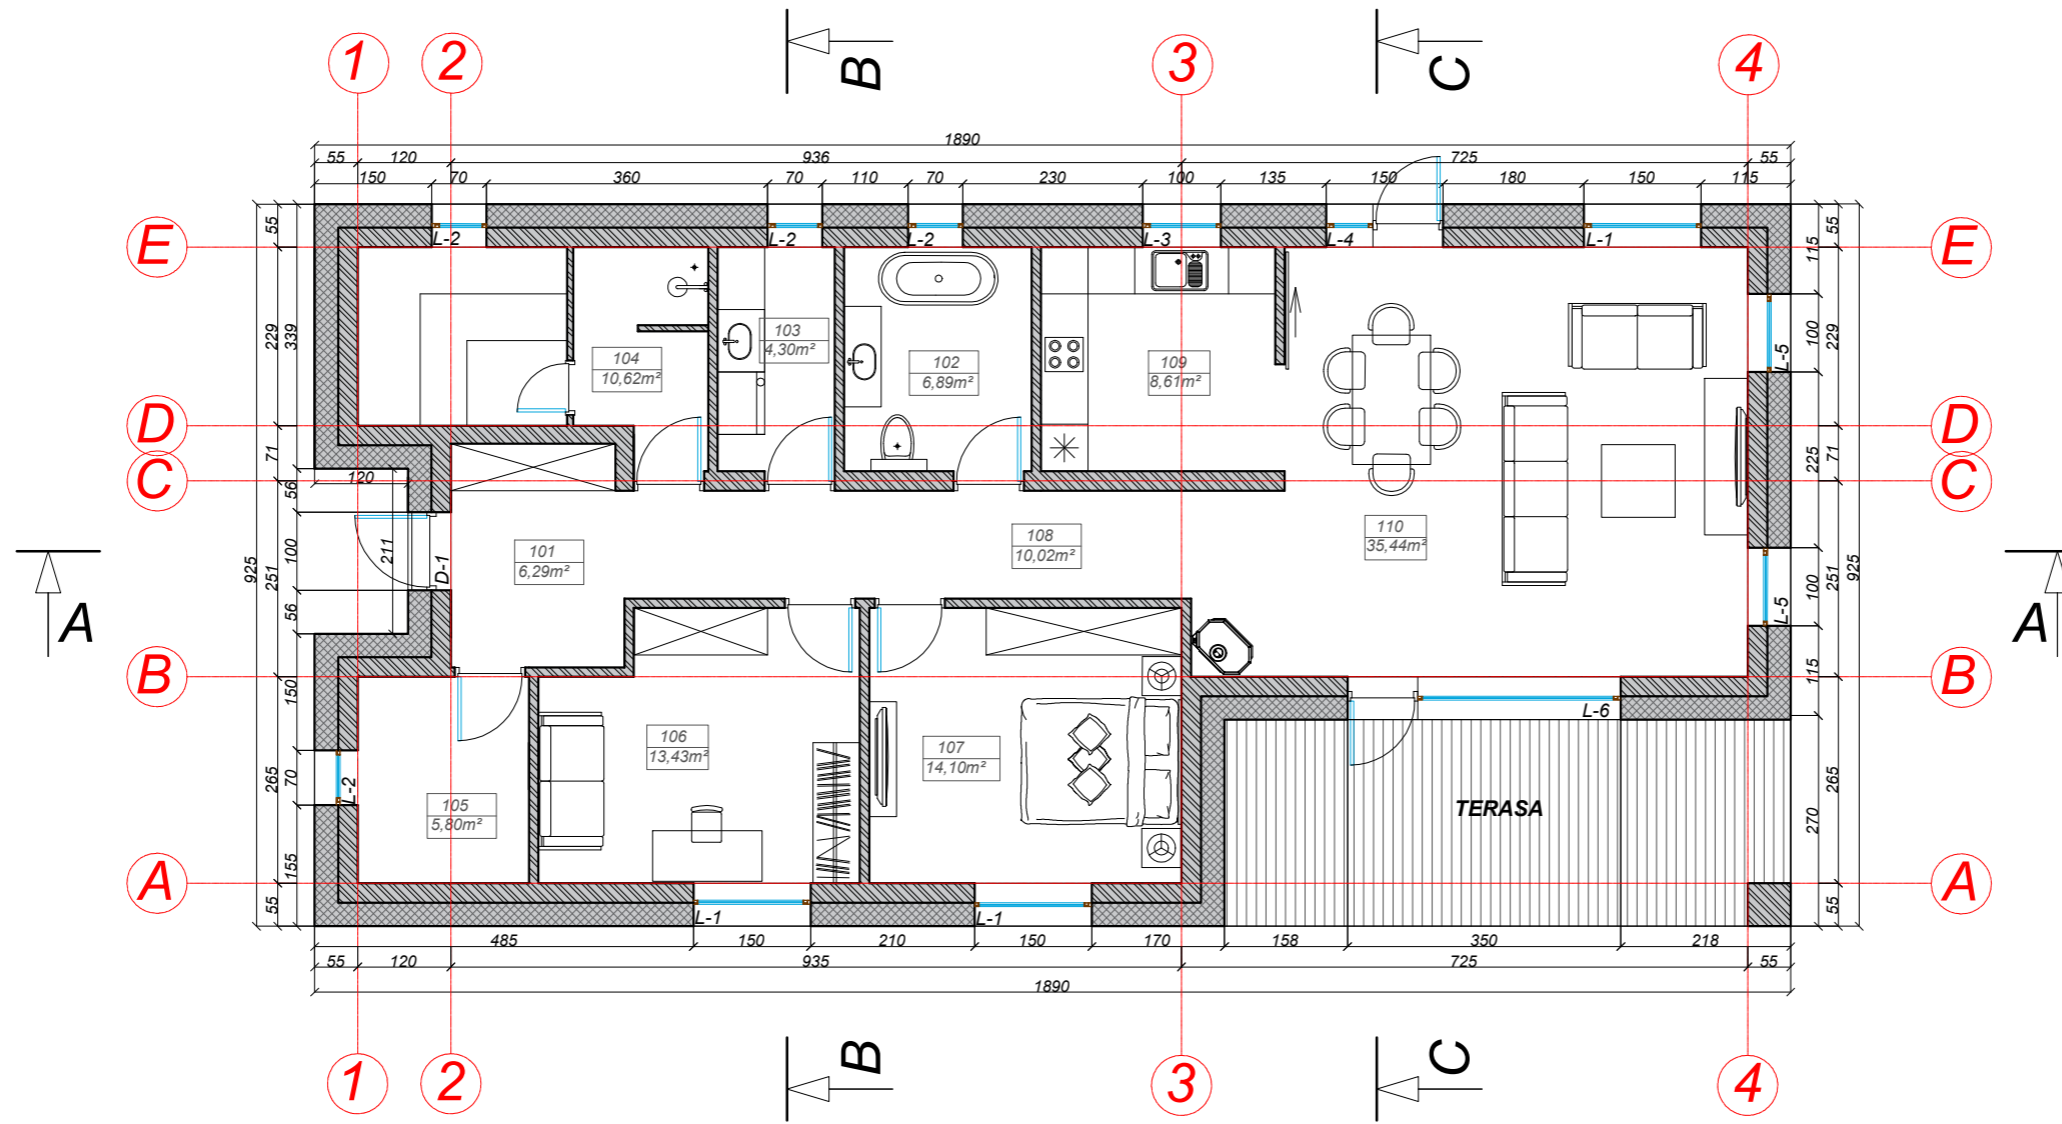 1 2 3 4
B C
1890
55 120 936 725 55
150 70 360 70 110 70 230 100 135 150 180 150 115
L-2 L-2 L-2 L-3 L-4 L-1
E E
D D
C C
B B
A A
A A
925
55 229 71 251 265 55
339 56 100 56 150 70 155
120
211
D-1
L-2
104
10,62m²
103
4,30m²
102
6,89m²
109
8,61m²
101
6,29m²
108
10,02m²
110
35,44m²
105
5,80m²
106
13,43m²
107
14,10m²
TERASA
L-5
L-5
L-6
L-1 L-1
115 100 225 100 115 270
55 229 71 251 265 55
925
485 150 210 150 170 158 350 218
55 120 935 725 55
1890
B C
1 2 3 4